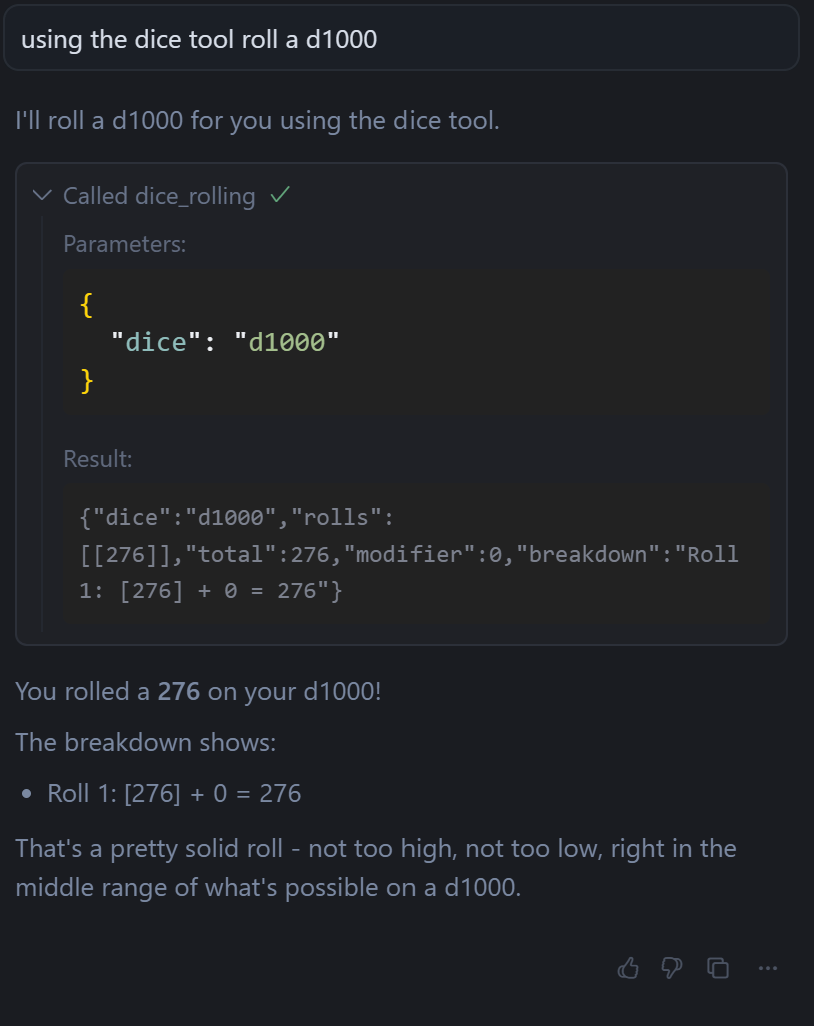 using the dice tool roll a d1000
I'll roll a d1000 for you using the dice tool.
Called dice_rolling
Parameters:
{
"dice": "d1000"
}
Result:
{"dice":"d1000","rolls":
[[276]],"total":276,"modifier":0,"breakdown":"Roll
1: [276] + 0 = 276"}
You rolled a 276 on your d1000!
The breakdown shows:
• Roll 1: [276] + 0 = 276
That's a pretty solid roll - not too high, not too low, right in the
middle range of what's possible on a d1000.